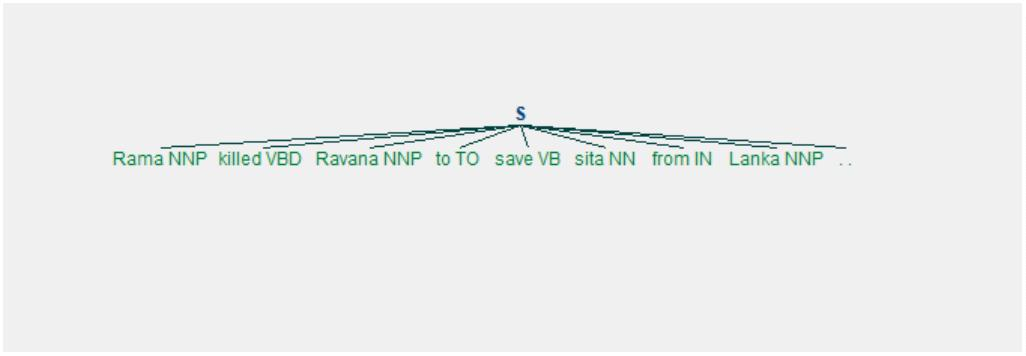 S
Rama NNP killed VBD Ravana NNP to TO save VB sita NN from IN Lanka NNP . .